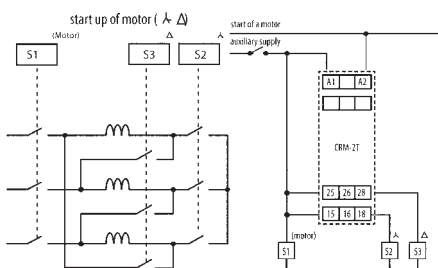 start up of motor ( ⅄ Δ)
(Motor) Δ ⅄
S1 S3 S2
start of a motor
auxiliary supply
A1 A2
CRM-2T
25 26 28
15 16 18
(motor) ⅄ Δ
S1 S2 S3